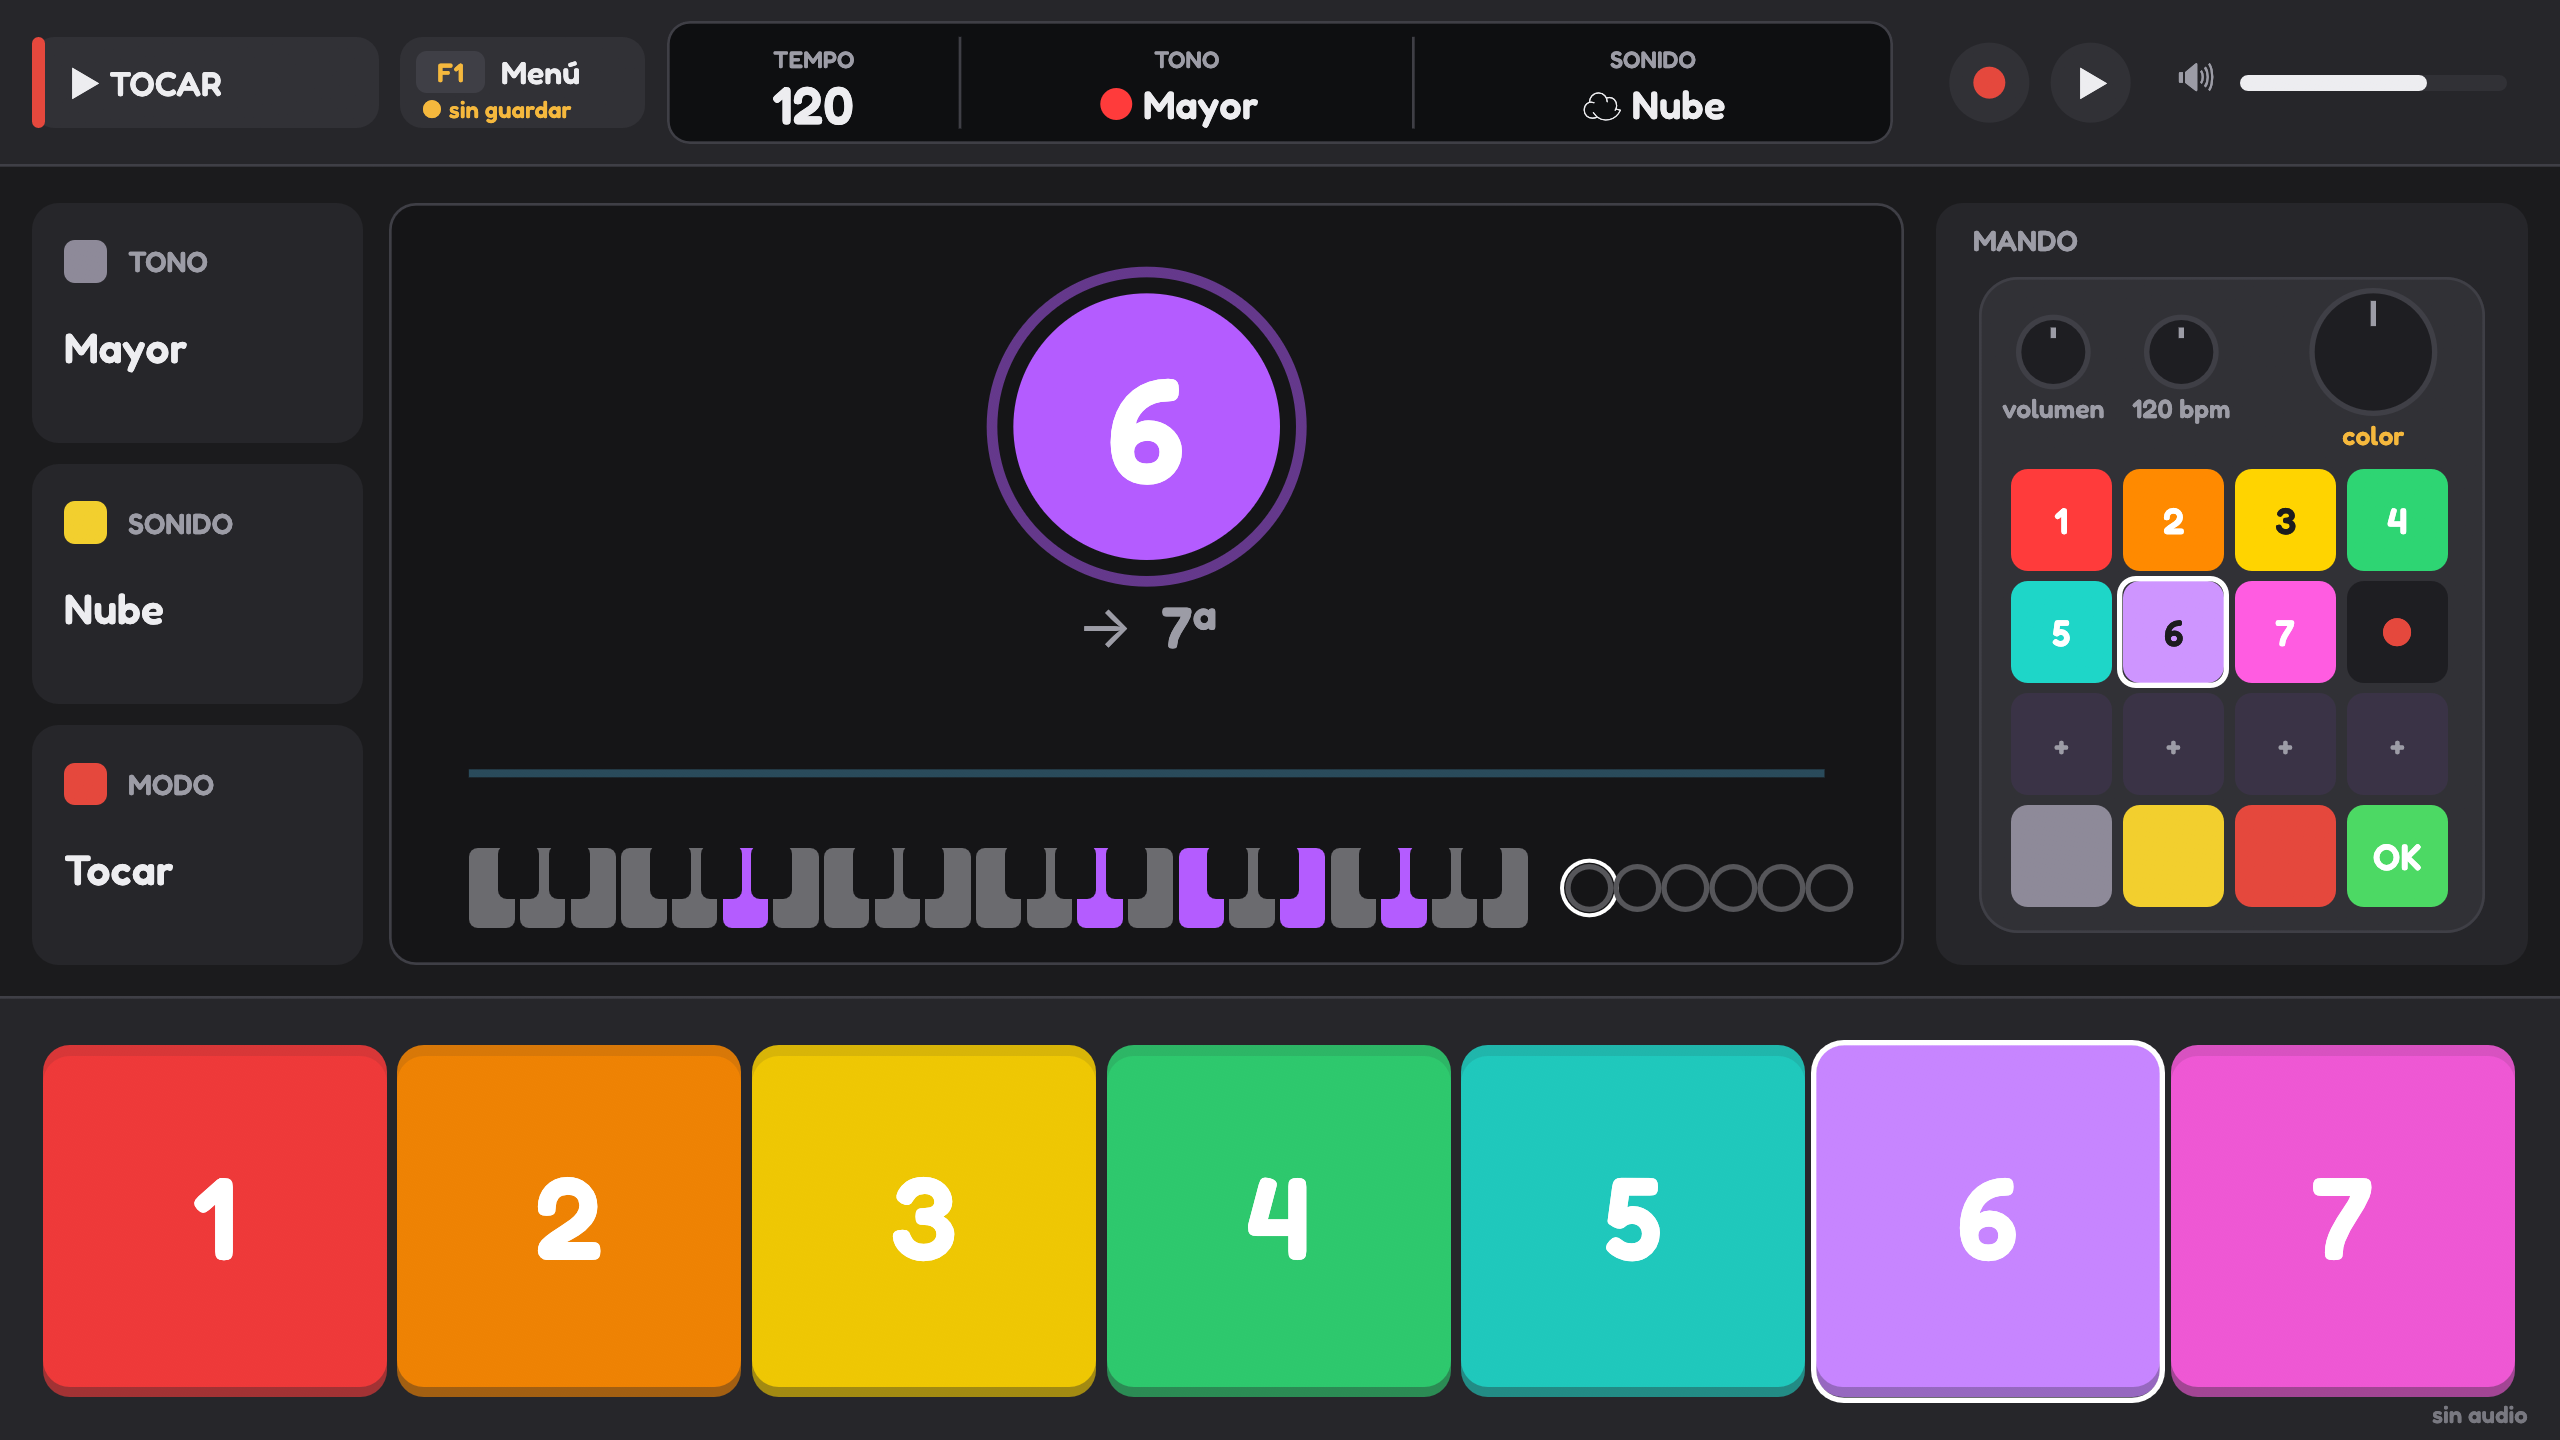 ▶ TOCAR
F1 Menú
sin guardar
TEMPO
120
TONO
Mayor
SONIDO
Nube
TONO
Mayor
SONIDO
Nube
MODO
Tocar
6
→ 7ª
MANDO
volumen
120 bpm
color
1 2 3 4
5 6 7
+ + + +
OK
1 2 3 4 5 6 7
sin audio